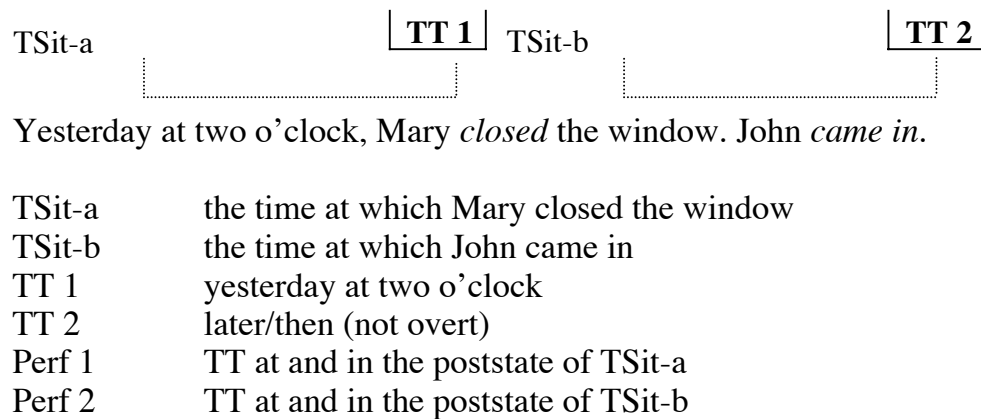 TSit-a TT 1 TSit-b TT 2
Yesterday at two o’clock, Mary closed the window. John came in.
TSit-a the time at which Mary closed the window
TSit-b the time at which John came in
TT 1 yesterday at two o’clock
TT 2 later/then (not overt)
Perf 1 TT at and in the poststate of TSit-a
Perf 2 TT at and in the poststate of TSit-b